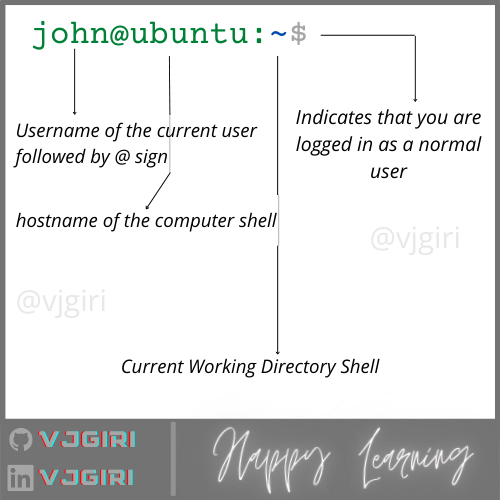 john@ubuntu:~$
Username of the current user
followed by @ sign
Indicates that you are
logged in as a normal
user
hostname of the computer shell
@vjgiri
@vjgiri
Current Working Directory Shell
VJGIRI
in VJGIRI
Happy Learning